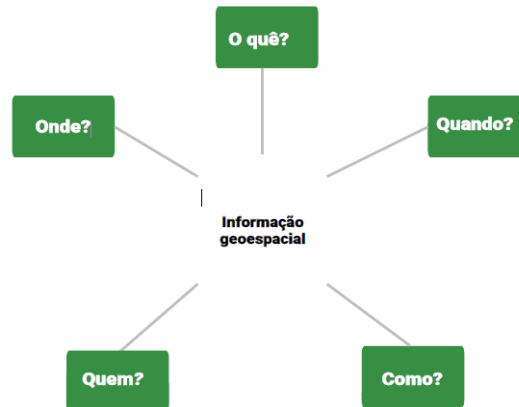 O quê?
Onde?
Quando?
Informação
geoespacial
Quem?
Como?